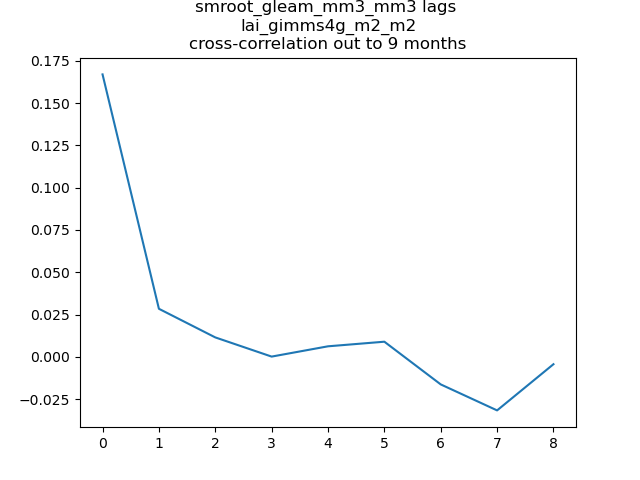 smroot_gleam_mm3_mm3 lags
lai_gimms4g_m2_m2
cross-correlation out to 9 months
0.175
0.150
0.125
0.100
0.075
0.050
0.025
0.000
−0.025
0 1 2 3 4 5 6 7 8